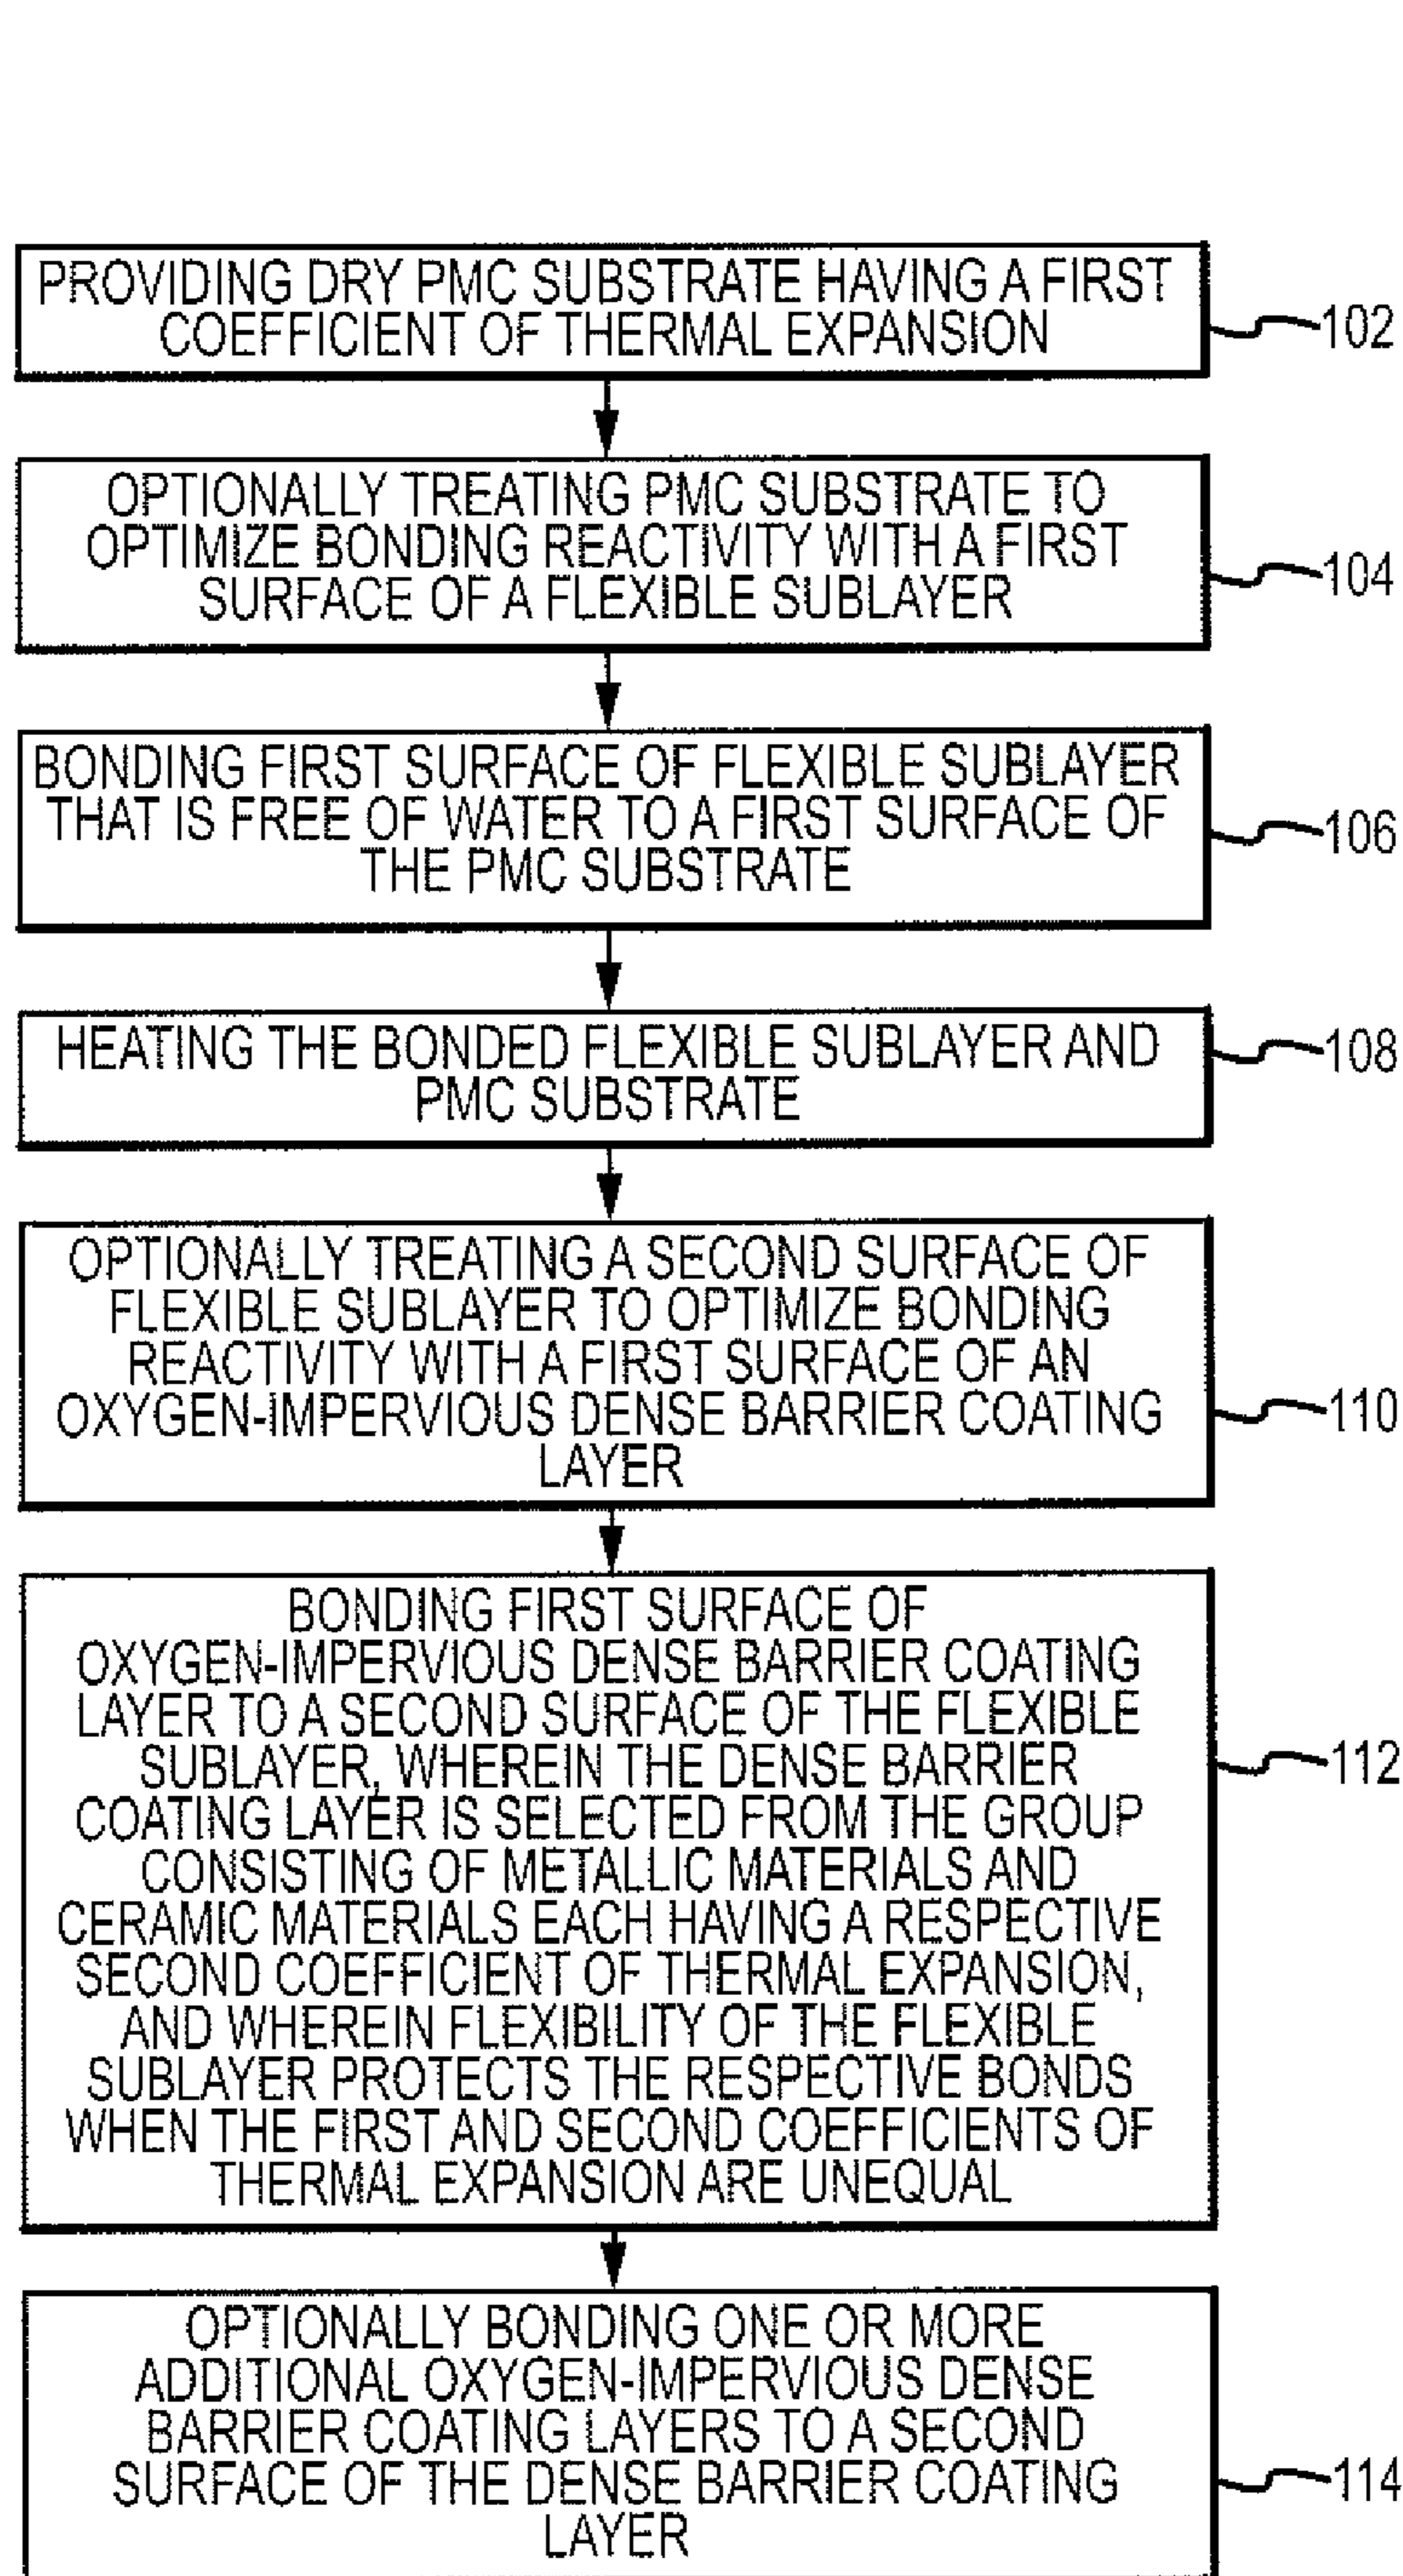 PROVIDING DRY PMC SUBSTRATE HAVING A FIRST
COEFFICIENT OF THERMAL EXPANSION
102
OPTIONALLY TREATING PMC SUBSTRATE TO
OPTIMIZE BONDING REACTIVITY WITH A FIRST
SURFACE OF A FLEXIBLE SUBLAYER
104
BONDING FIRST SURFACE OF FLEXIBLE SUBLAYER
THAT IS FREE OF WATER TO A FIRST SURFACE OF
THE PMC SUBSTRATE
106
HEATING THE BONDED FLEXIBLE SUBLAYER AND
PMC SUBSTRATE
108
OPTIONALLY TREATING A SECOND SURFACE OF
FLEXIBLE SUBLAYER TO OPTIMIZE BONDING
REACTIVITY WITH A FIRST SURFACE OF AN
OXYGEN-IMPERVIOUS DENSE BARRIER COATING
LAYER
110
BONDING FIRST SURFACE OF
OXYGEN-IMPERVIOUS DENSE BARRIER COATING
LAYER TO A SECOND SURFACE OF THE FLEXIBLE
SUBLAYER, WHEREIN THE DENSE BARRIER
COATING LAYER IS SELECTED FROM THE GROUP
CONSISTING OF METALLIC MATERIALS AND
CERAMIC MATERIALS EACH HAVING A RESPECTIVE
SECOND COEFFICIENT OF THERMAL EXPANSION,
AND WHEREIN FLEXIBILITY OF THE FLEXIBLE
SUBLAYER PROTECTS THE RESPECTIVE BONDS
WHEN THE FIRST AND SECOND COEFFICIENTS OF
THERMAL EXPANSION ARE UNEQUAL
112
OPTIONALLY BONDING ONE OR MORE
ADDITIONAL OXYGEN-IMPERVIOUS DENSE
BARRIER COATING LAYERS TO A SECOND
SURFACE OF THE DENSE BARRIER COATING
LAYER
114